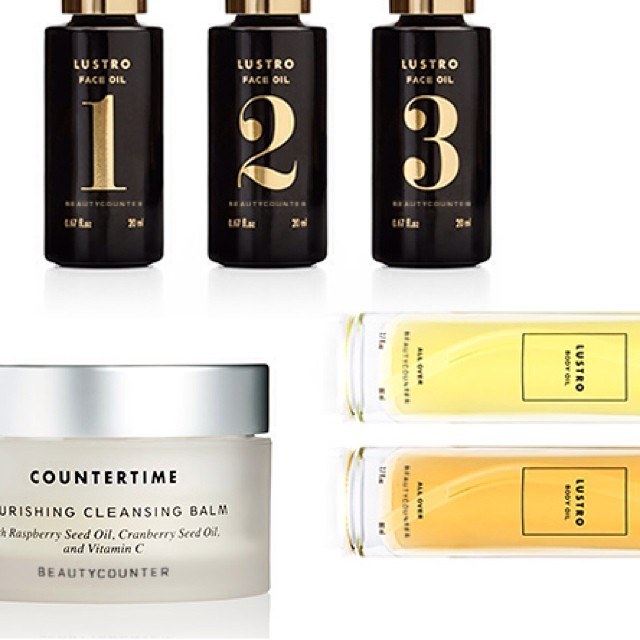 LUSTRO
FACE OIL
1
BEAUTYCOUNTER
0.67 fl.oz 20 ml
LUSTRO
FACE OIL
2
BEAUTYCOUNTER
0.67 fl.oz 20 ml
LUSTRO
FACE OIL
3
BEAUTYCOUNTER
0.67 fl.oz 20 ml
LUSTRO
BODY OIL
ALL OVER
BEAUTYCOUNTER
LUSTRO
BODY OIL
ALL OVER
BEAUTYCOUNTER
COUNTERTIME
URISHING CLEANSING BALM
h Raspberry Seed Oil, Cranberry Seed Oil,
and Vitamin C
BEAUTYCOUNTER